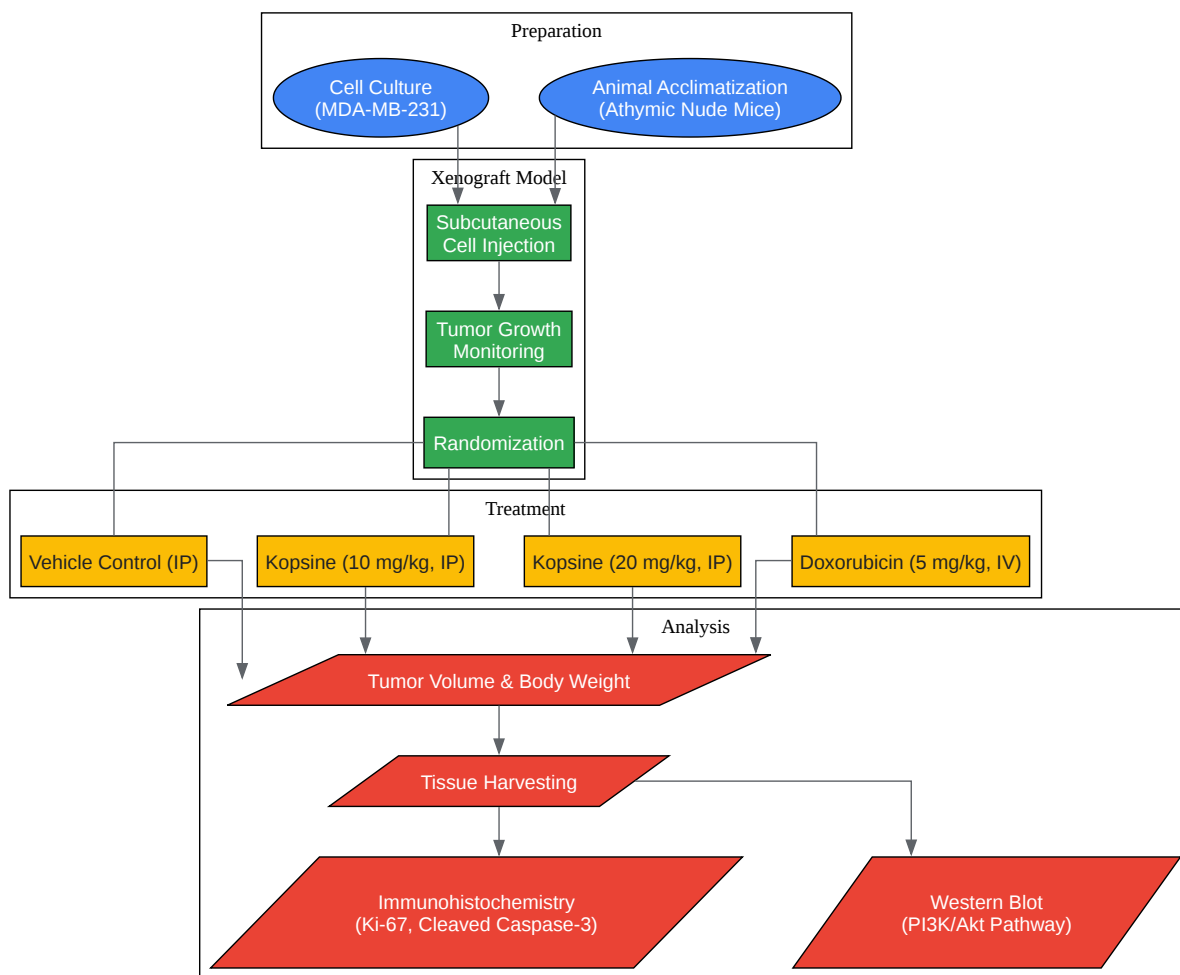 Preparation
Cell Culture
(MDA-MB-231)
Animal Acclimatization
(Athymic Nude Mice)
Xenograft Model
Subcutaneous
Cell Injection
Tumor Growth
Monitoring
Randomization
Treatment
Vehicle Control (IP)
Kopsine (10 mg/kg, IP)
Kopsine (20 mg/kg, IP)
Doxorubicin (5 mg/kg, IV)
Analysis
Tumor Volume & Body Weight
Tissue Harvesting
Immunohistochemistry
(Ki-67, Cleaved Caspase-3)
Western Blot
(PI3K/Akt Pathway)